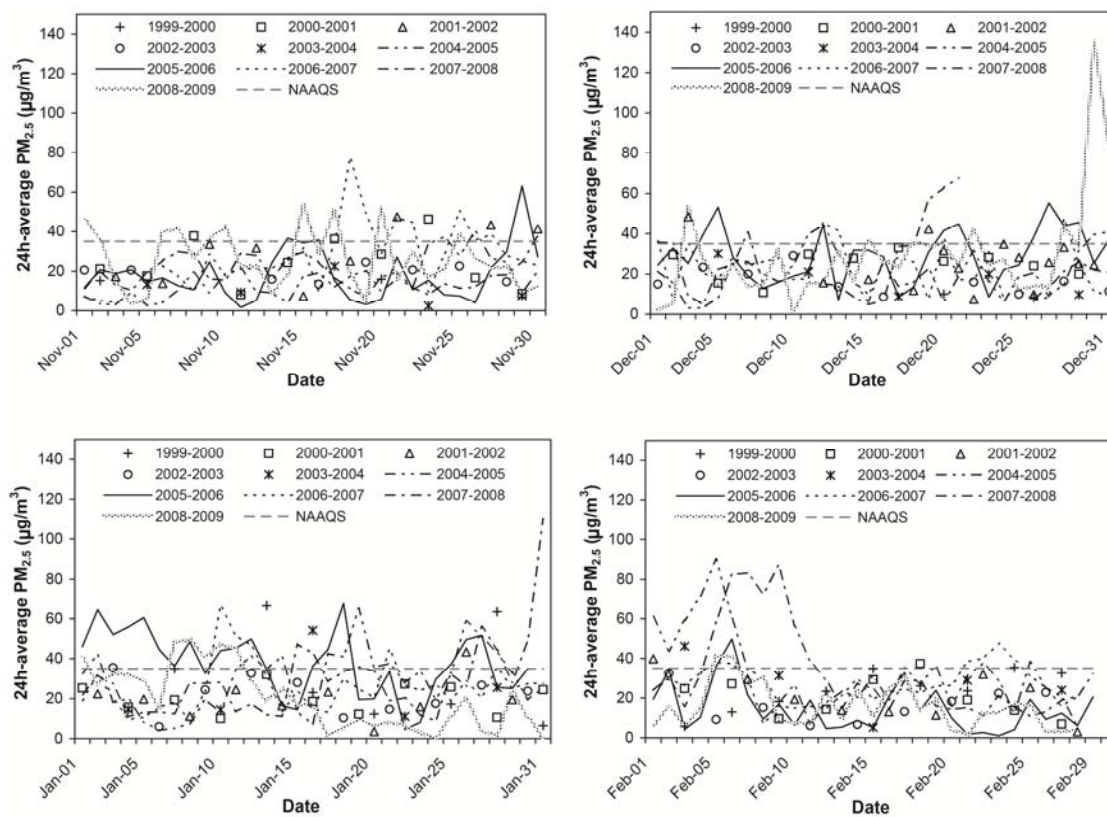 1999-2000 2000-2001 2001-2002
2002-2003 2003-2004 2004-2005
2005-2006 2006-2007 2007-2008
2008-2009 NAAQS
140
120
100
80
60
40
20
0
24h-average PM2.5 (µg/m³)
Nov-01
Nov-05
Nov-10
Nov-15
Nov-20
Nov-25
Nov-30
Date
1999-2000 2000-2001 2001-2002
2002-2003 2003-2004 2004-2005
2005-2006 2006-2007 2007-2008
2008-2009 NAAQS
140
120
100
80
60
40
20
0
24h-average PM2.5 (µg/m³)
Dec-01
Dec-05
Dec-10
Dec-15
Dec-20
Dec-25
Dec-31
Date
1999-2000 2000-2001 2001-2002
2002-2003 2003-2004 2004-2005
2005-2006 2006-2007 2007-2008
2008-2009 NAAQS
140
120
100
80
60
40
20
0
24h-average PM2.5 (µg/m³)
Jan-01
Jan-05
Jan-10
Jan-15
Jan-20
Jan-25
Jan-31
Date
1999-2000 2000-2001 2001-2002
2002-2003 2003-2004 2004-2005
2005-2006 2006-2007 2007-2008
2008-2009 NAAQS
140
120
100
80
60
40
20
0
24h-average PM2.5 (µg/m³)
Feb-01
Feb-05
Feb-10
Feb-15
Feb-20
Feb-25
Feb-29
Date